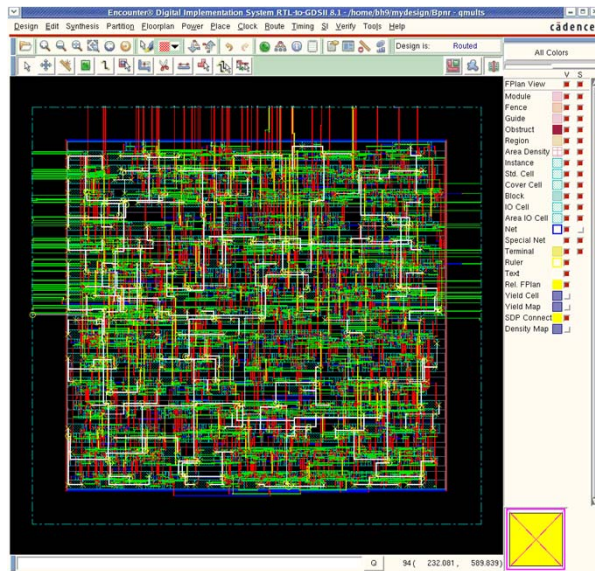 Encounter® Digital Implementation System RTL-to-GDSII 8.1 - /home/bh9/mydesign/Bpnr - qmults
Design Edit Synthesis Partition Floorplan Power Place Clock Route Timing SI Verify Tools Help
cādence
Design is: Routed
All Colors
V S
FPlan View
Module
Fence
Guide
Obstruct
Region
Area Density
Instance
Std. Cell
Cover Cell
Block
IO Cell
Area IO Cell
Net
Special Net
Terminal
Ruler
Text
Rel. FPlan
Yield Cell
Yield Map
SDP Connect
Density Map
Q 94 ( 232.081, 589.839)